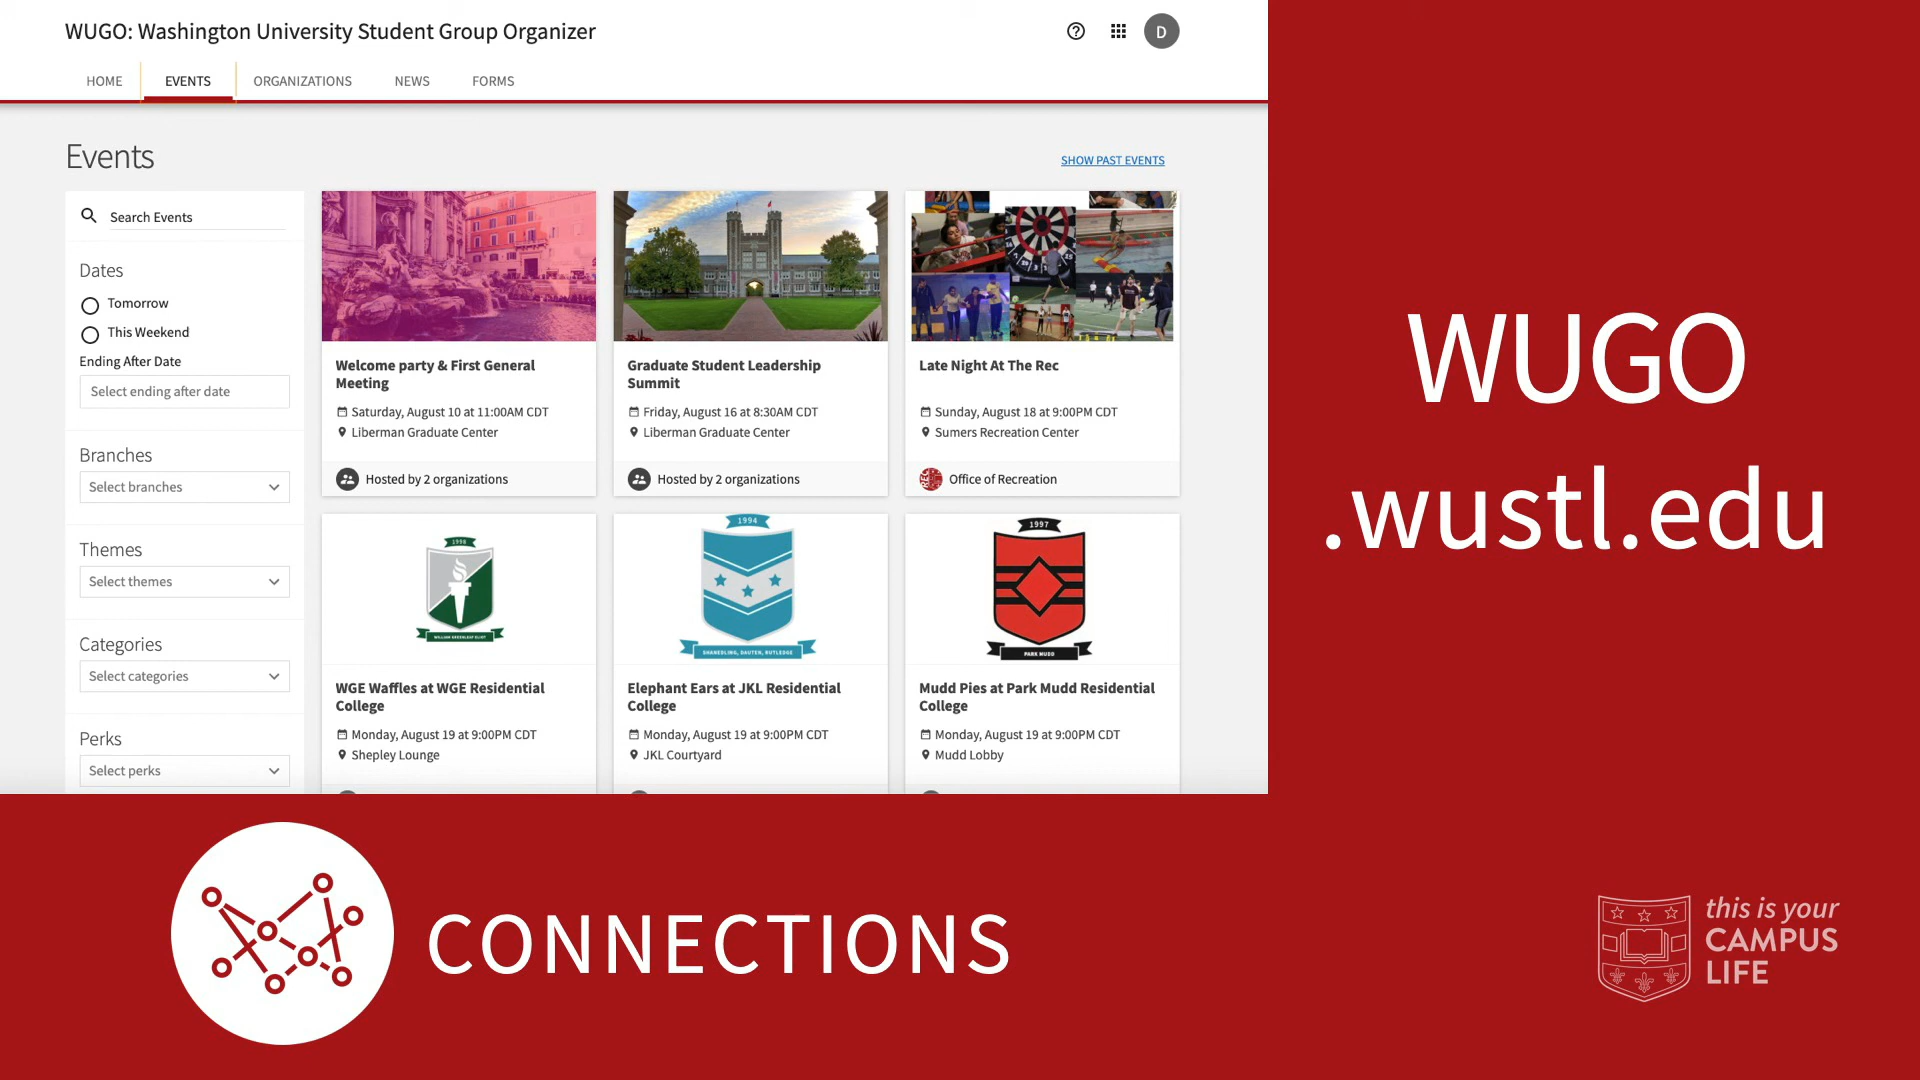 WUGO: Washington University Student Group Organizer
D
HOME
EVENTS
ORGANIZATIONS
NEWS
FORMS
Events
SHOW PAST EVENTS
Search Events
Dates
Tomorrow
This Weekend
Ending After Date
Select ending after date
Branches
Select branches
Themes
Select themes
Categories
Select categories
Perks
Select perks
Welcome party & First General
Meeting
Saturday, August 10 at 11:00AM CDT
Liberman Graduate Center
Hosted by 2 organizations
Graduate Student Leadership
Summit
Friday, August 16 at 8:30AM CDT
Liberman Graduate Center
Hosted by 2 organizations
Late Night At The Rec
Sunday, August 18 at 9:00PM CDT
Sumers Recreation Center
REC
Office of Recreation
1998
WILLIAM GREENLEAF ELIOT
WGE Waffles at WGE Residential
College
Monday, August 19 at 9:00PM CDT
Shepley Lounge
1994
SHANEDLING, DAUTEN, RUTLEDGE
Elephant Ears at JKL Residential
College
Monday, August 19 at 9:00PM CDT
JKL Courtyard
1997
PARK MUDD
Mudd Pies at Park Mudd Residential
College
Monday, August 19 at 9:00PM CDT
Mudd Lobby
WUGO
.wustl.edu
CONNECTIONS
this is your
CAMPUS
LIFE